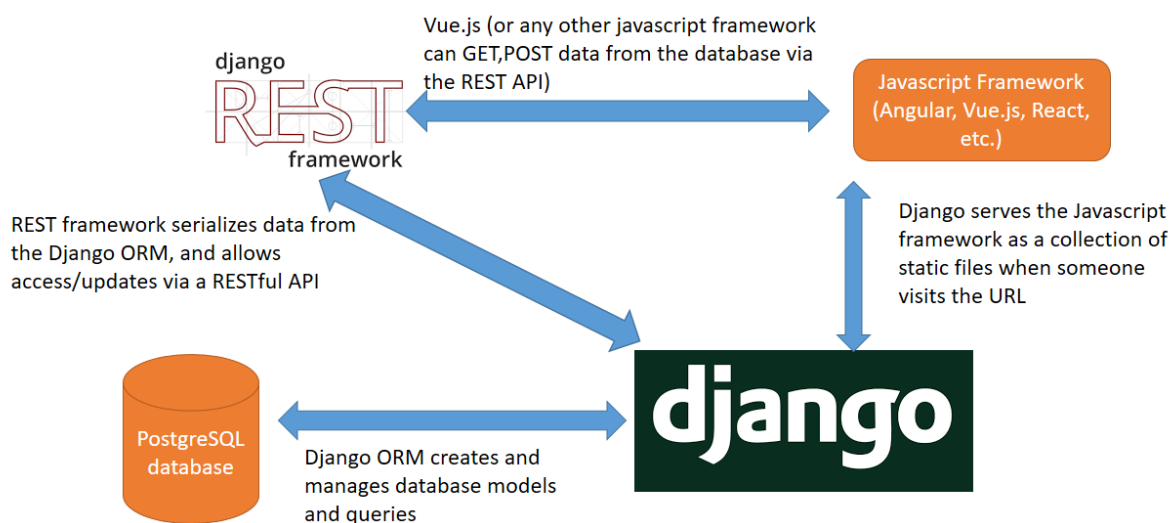 Vue.js (or any other javascript framework
can GET,POST data from the database via
the REST API)
django
REST
framework
Javascript Framework
(Angular, Vue.js, React,
etc.)
REST framework serializes data from
the Django ORM, and allows
access/updates via a RESTful API
Django serves the Javascript
framework as a collection of
static files when someone
visits the URL
django
PostgreSQL
database
Django ORM creates and
manages database models
and queries